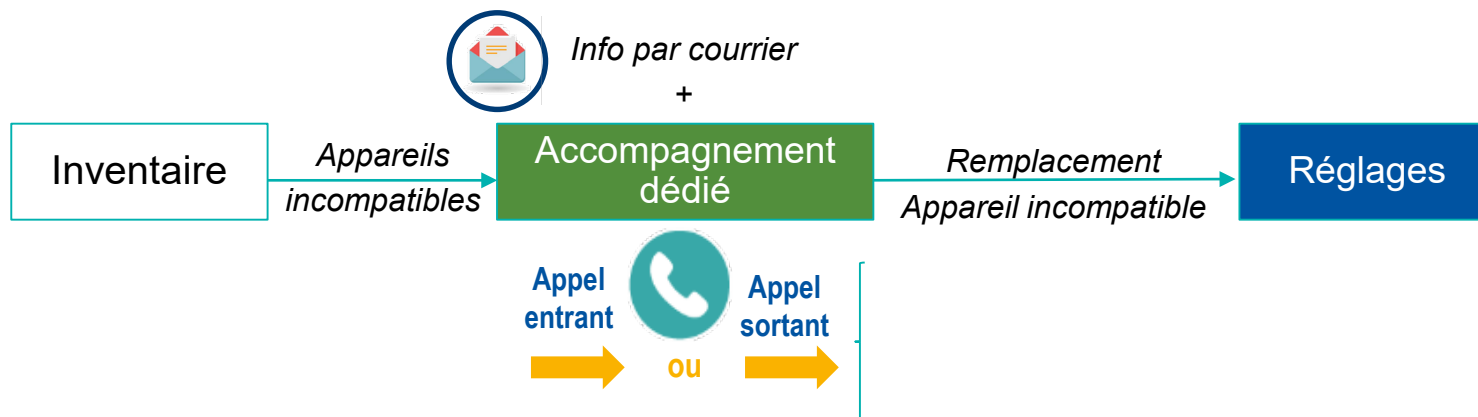 Info par courrier
+
Inventaire
Appareils
incompatibles
Accompagnement
dédié
Remplacement
Appareil incompatible
Réglages
Appel
entrant
ou
Appel
sortant